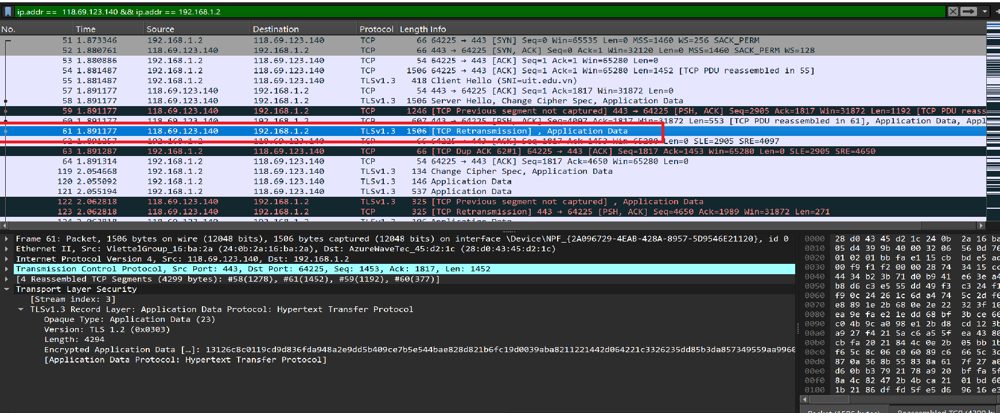 ip.addr ==  118.69.123.140 && ip.addr == 192.168.1.2
No. Time Source Destination Protocol Length Info
51 1.873346 192.168.1.2 118.69.123.140 TCP 66 64225 → 443 [SYN] Seq=0 Win=65535 Len=0 MSS=1460 WS=256 SACK_PERM
52 1.880761 118.69.123.140 192.168.1.2 TCP 66 443 → 64225 [SYN, ACK] Seq=0 Ack=1 Win=32120 Len=0 MSS=1460 SACK_PERM WS=128
53 1.880886 192.168.1.2 118.69.123.140 TCP 54 64225 → 443 [ACK] Seq=1 Ack=1 Win=65280 Len=0
54 1.881487 192.168.1.2 118.69.123.140 TCP 1506 64225 → 443 [ACK] Seq=1 Ack=1 Win=65280 Len=1452 [TCP PDU reassembled in 55]
55 1.881487 192.168.1.2 118.69.123.140 TLSv1.3 418 Client Hello (SNI=uit.edu.vn)
57 1.891177 118.69.123.140 192.168.1.2 TCP 54 443 → 64225 [ACK] Seq=1 Ack=1817 Win=31872 Len=0
58 1.891177 118.69.123.140 192.168.1.2 TLSv1.3 1506 Server Hello, Change Cipher Spec, Application Data
59 1.891177 118.69.123.140 192.168.1.2 TCP 1246 [TCP Previous segment not captured] 443 → 64225 [PSH, ACK] Seq=2905 Ack=1817 Win=31872 Len=1192 [TCP PDU reass
60 1.891177 118.69.123.140 192.168.1.2 TCP 607 443 → 64225 [PSH, ACK] Seq=4097 Ack=1817 Win=31872 Len=553 [TCP PDU reassembled in 61], Application Data, Appl
61 1.891177 118.69.123.140 192.168.1.2 TLSv1.3 1506 [TCP Retransmission] , Application Data
62 1.891257 192.168.1.2 118.69.123.140 TCP 66 64225 → 443 [ACK] Seq=1817 Ack=1453 Win=65280 Len=0 SLE=2905 SRE=4097
63 1.891287 192.168.1.2 118.69.123.140 TCP 66 [TCP Dup ACK 62#1] 64225 → 443 [ACK] Seq=1817 Ack=1453 Win=65280 Len=0 SLE=2905 SRE=4650
64 1.891314 192.168.1.2 118.69.123.140 TCP 54 64225 → 443 [ACK] Seq=1817 Ack=4650 Win=65280 Len=0
119 2.054668 192.168.1.2 118.69.123.140 TLSv1.3 134 Change Cipher Spec, Application Data
120 2.055092 192.168.1.2 118.69.123.140 TLSv1.3 146 Application Data
121 2.055194 192.168.1.2 118.69.123.140 TLSv1.3 537 Application Data
122 2.062818 118.69.123.140 192.168.1.2 TLSv1.3 325 [TCP Previous segment not captured] , Application Data
123 2.062818 118.69.123.140 192.168.1.2 TCP 325 [TCP Retransmission] 443 → 64225 [PSH, ACK] Seq=4650 Ack=1989 Win=31872 Len=271
124 2.062818 118.69.123.140 192.168.1.2 TLSv1.3 Application Data
Frame 61: Packet, 1506 bytes on wire (12048 bits), 1506 bytes captured (12048 bits) on interface \Device\NPF_{2A096729-4EAB-428A-8957-5D9546E21120}, id 0
Ethernet II, Src: ViettelGroup_16:ba:2a (24:0b:2a:16:ba:2a), Dst: AzureWaveTec_45:d2:1c (28:d0:43:45:d2:1c)
Internet Protocol Version 4, Src: 118.69.123.140, Dst: 192.168.1.2
Transmission Control Protocol, Src Port: 443, Dst Port: 64225, Seq: 1453, Ack: 1817, Len: 1452
[4 Reassembled TCP Segments (4299 bytes): #58(1278), #61(1452), #59(1192), #60(377)]
Transport Layer Security
[Stream index: 3]
TLSv1.3 Record Layer: Application Data Protocol: Hypertext Transfer Protocol
Opaque Type: Application Data (23)
Version: TLS 1.2 (0x0303)
Length: 4294
Encrypted Application Data […]: 13126c8c0119cd9d836fda948a2e9dd5b409ce7b5e544bae828d821b6fc19d0039aba8211221442d064221c3326235dd85b3da857349559aa9960
[Application Data Protocol: Hypertext Transfer Protocol]
0000 28 d0 43 45 d2 1c 24 0b 2a 16 ba
0010 05 d4 39 9b 40 00 32 06 56 0d 76
0020 01 02 01 bb fa e1 15 cb bd e5 ad
0030 00 f9 f1 f2 00 00 28 74 34 15 cc
0040 44 34 b2 3b 71 d0 b9 41 e6 3e a4
0050 b8 d6 c3 e5 55 dd 49 f3 c3 24 f1
0060 f9 0c 24 26 1c 6d a4 74 5c 2d f6
0070 e8 89 1e 2b 68 0e 2e 22 32 3f 10
0080 ea 9e fa e2 1e dd 68 bf 3b ce 66
0090 c0 4b 9c a0 98 e1 2b d8 cd 12 3b
00a0 a9 27 f4 21 5a c6 a5 5f ea 43 80
00b0 cb fa 20 21 84 4c 0e 2b 05 bb 1b
00c0 f6 5c 8c 06 c0 60 89 c6 66 5c 3d
00d0 87 0a 36 8b 55 83 8a 61 7f 27 a0
00e0 d6 0b b3 79 21 78 a9 20 bf fa 5f
00f0 8a 4c 82 47 2b 4b ca 21 01 bd 60
0100 1b 21 86 df fd 5f e5 d6 96 16 e3